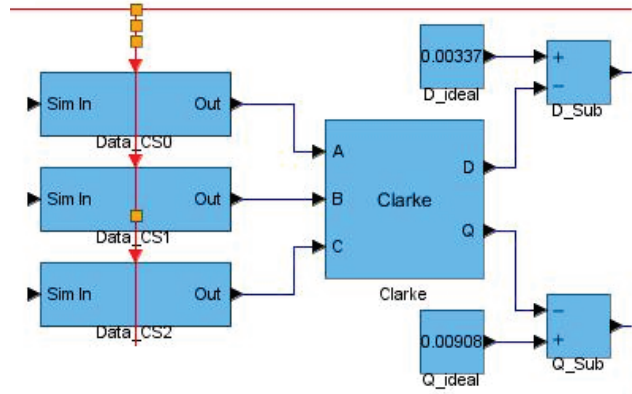 Sim In
Out
Data_CS0
Sim In
Out
Data_CS1
Sim In
Out
Data_CS2
A
B
C
Clarke
D
Q
Clarke
0.00337
D_ideal
+
−
D_Sub
0.00908
Q_ideal
−
+
Q_Sub